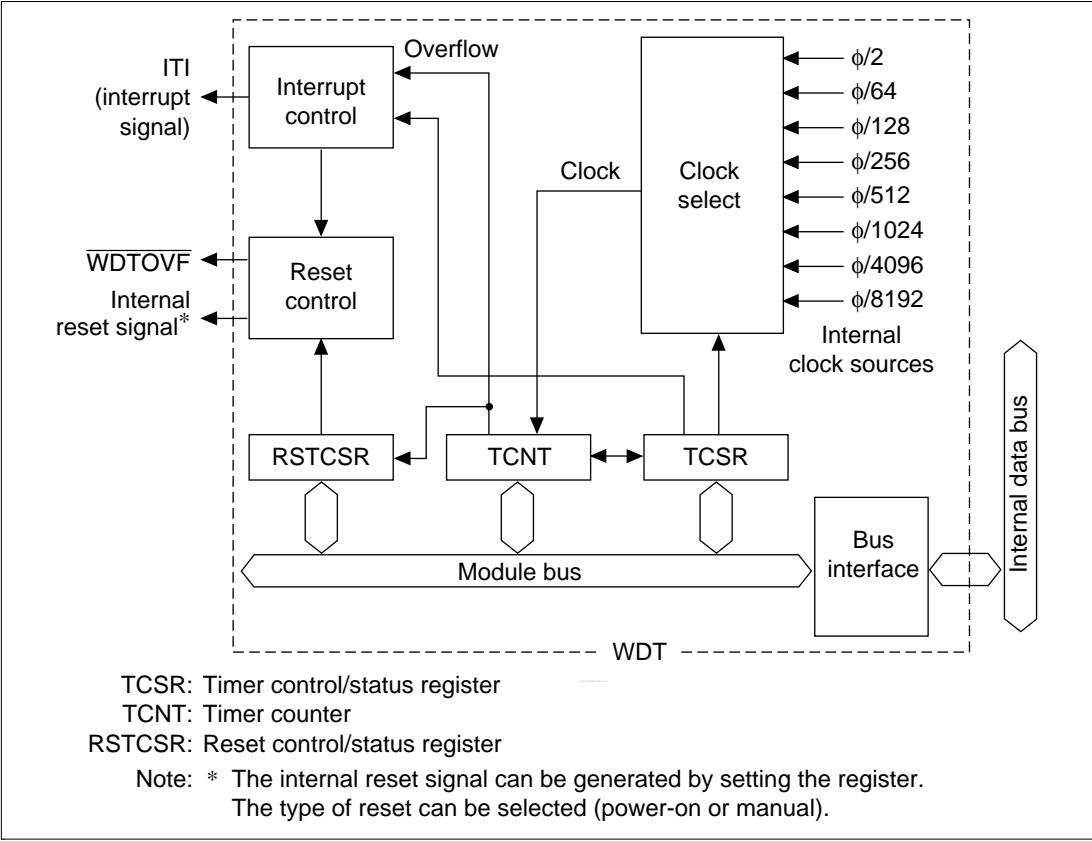 Overflow
ITI
(interrupt
signal)
Interrupt
control
ϕ/2
ϕ/64
ϕ/128
ϕ/256
ϕ/512
ϕ/1024
ϕ/4096
ϕ/8192
Clock
Clock
select
WDTOVF
Internal
reset signal*
Reset
control
Internal
clock sources
RSTCSR
TCNT
TCSR
Internal data bus
Bus
interface
Module bus
WDT
TCSR: Timer control/status register
TCNT: Timer counter
RSTCSR: Reset control/status register
Note: * The internal reset signal can be generated by setting the register.
The type of reset can be selected (power-on or manual).